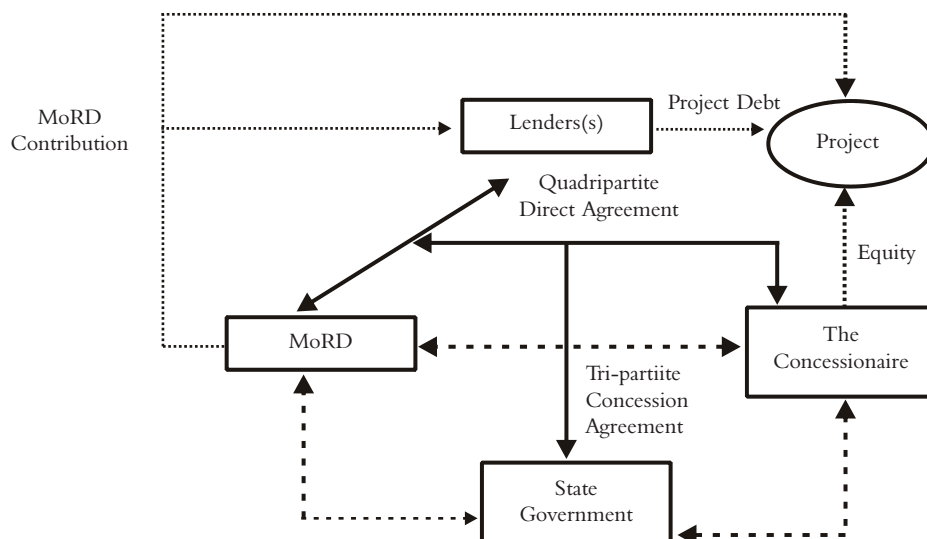 MoRD
Contribution
Lenders(s)
Project Debt
Project
Quadripartite
Direct Agreement
Equity
MoRD
The
Concessionaire
Tri-partiite
Concession
Agreement
State
Government